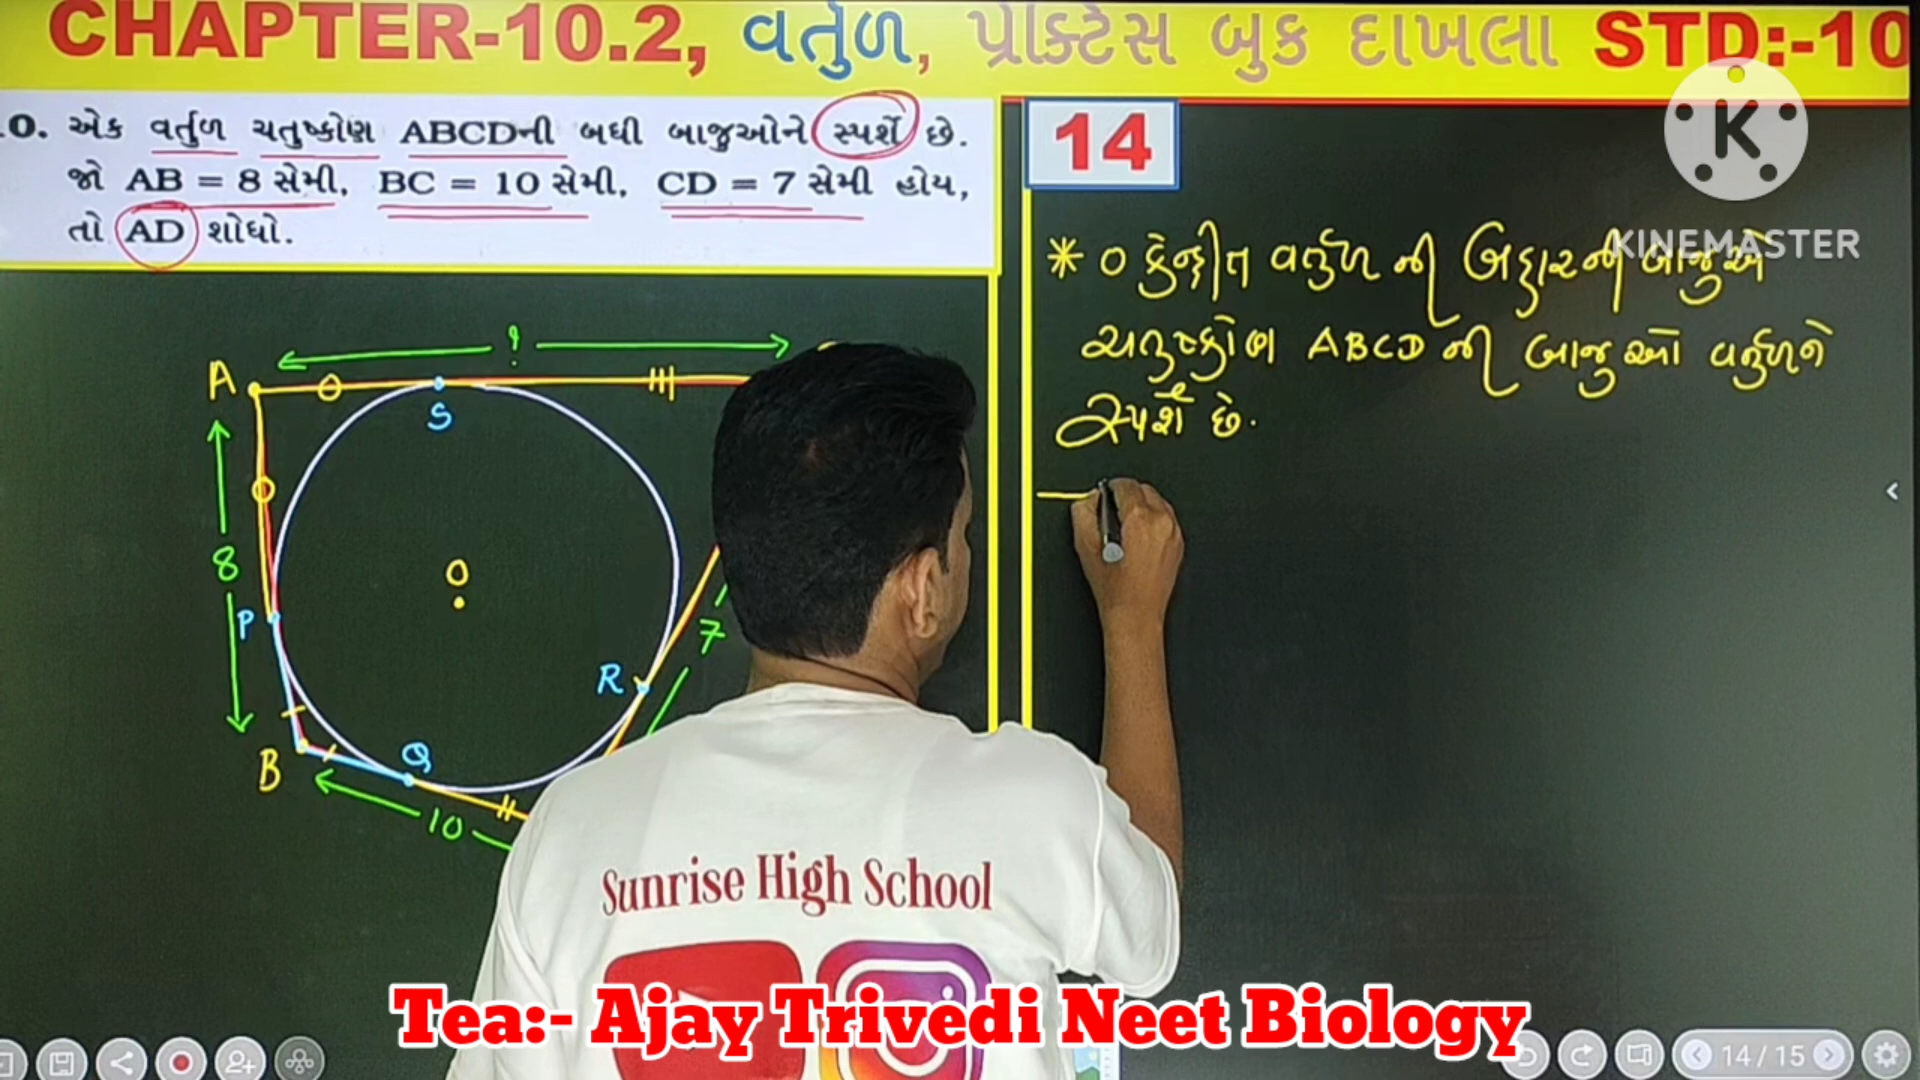 CHAPTER-10.2, વર્તુળ, પ્રેક્ટિસ બુક દાખલા STD:-10
0. એક વર્તુળ ચતુષ્કોણ ABCDની બધી બાજુઓને સ્પર્શે છે.
જો AB = 8 સેમી, BC = 10 સેમી, CD = 7 સેમી હોય,
તો AD શોધો.
14
K
KINEMASTER
* O કેન્દ્રીત વર્તુળ ની બહારની બાજુએ
ચતુષ્કોણ ABCD ની બાજુઓ વર્તુળને
સ્પર્શે છે.
?
A
S
8
O
P
7
R
B
Q
10
Sunrise High School
Tea:- Ajay Trivedi Neet Biology
14/15